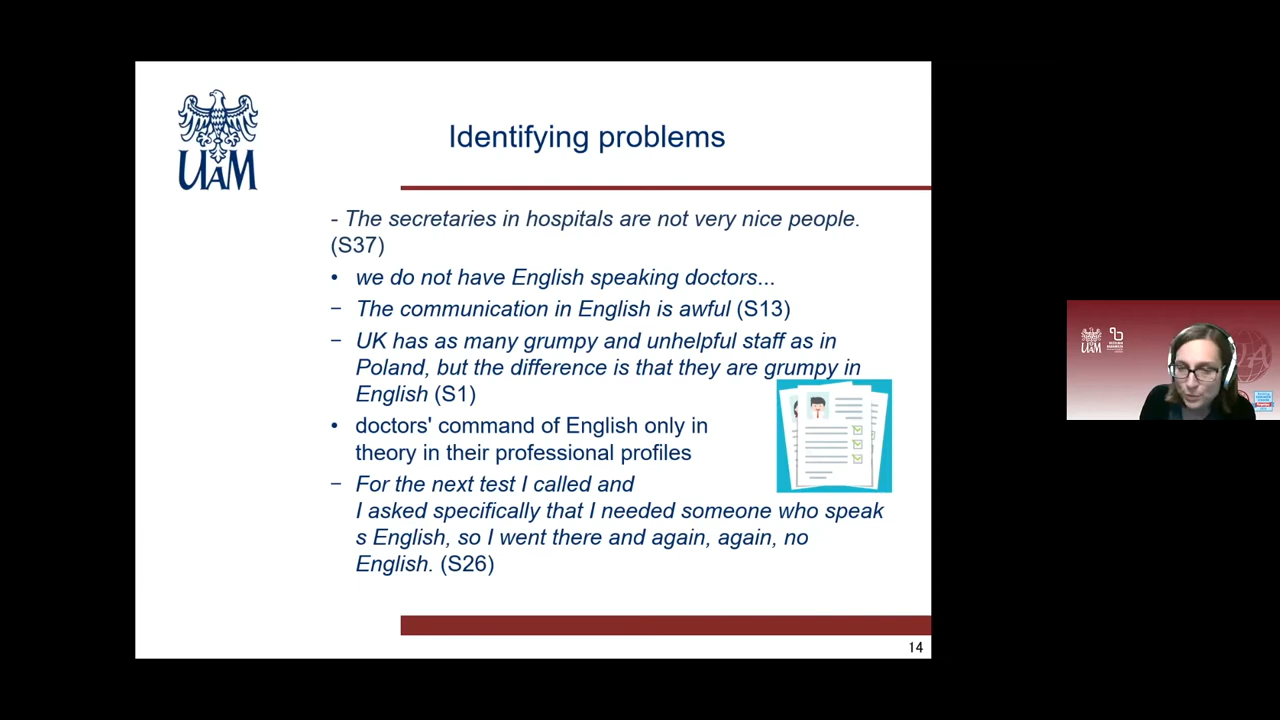 UAM
Identifying problems
- The secretaries in hospitals are not very nice people.
(S37)
• we do not have English speaking doctors...
− The communication in English is awful (S13)
− UK has as many grumpy and unhelpful staff as in
Poland, but the difference is that they are grumpy in
English (S1)
• doctors' command of English only in
theory in their professional profiles
− For the next test I called and
I asked specifically that I needed someone who speak
s English, so I went there and again, again, no
English. (S26)
14
UAM